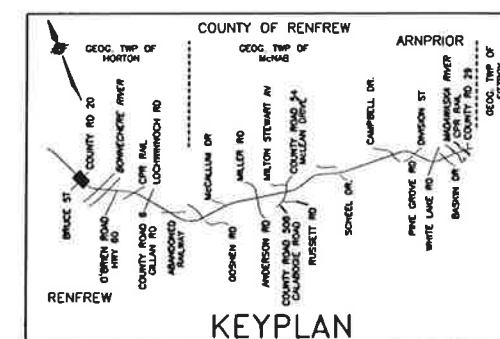 COUNTY OF RENFREW
GEOG. TWP OF
HORTON
GEOG. TWP OF
McNAB
ARNPRIOR
GEOG. TWP OF
FITZROY
COUNTY RD 20
BONNECHERE RIVER
CPR RAIL
LOCHWINNOCH RD
McCALLUM DR
MILLER RD
MILTON STEWART AV
COUNTY ROAD 54
McLEAN DRIVE
CAMPBELL DR.
DIVISION ST
MADAWASKA RIVER
CPR RAIL
COUNTY RD 29
BRUCE ST
O'BRIEN ROAD
HWY 60
COUNTY ROAD 6
GILLAN RD
ABANDONED
RAILWAY
GOSHEN RD
ANDERSON RD
COUNTY ROAD 508
CALABOGIE ROAD
RUSSETT RD
SCHEEL DR.
PINE GROVE RD
WHITE LAKE RD
BASKIN DR
RENFREW
KEYPLAN